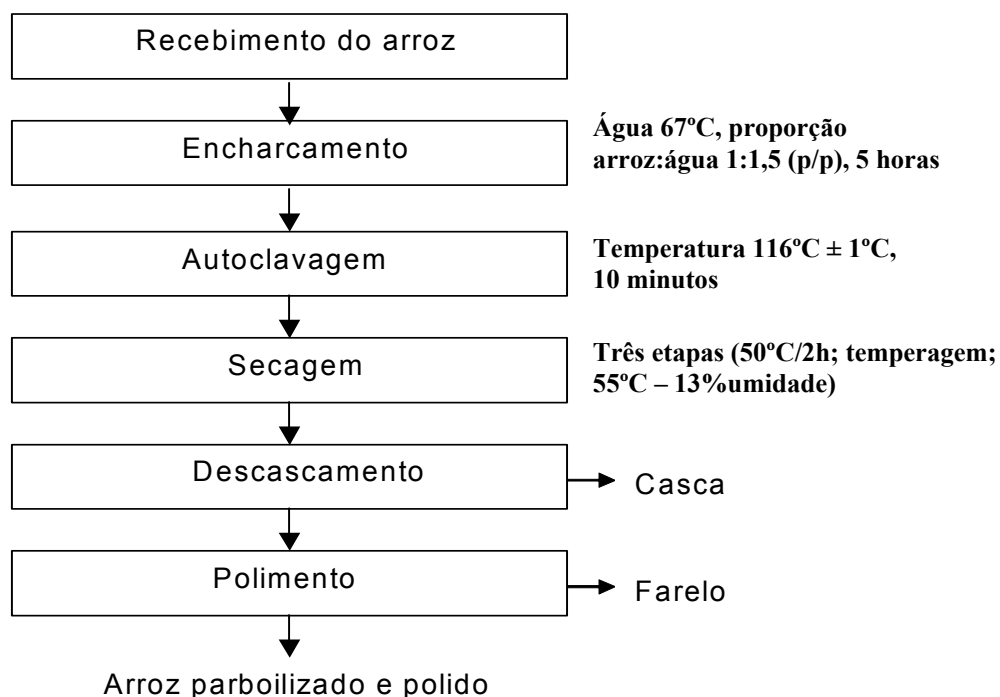 Recebimento do arroz
Encharcamento
Água 67ºC, proporção
arroz:água 1:1,5 (p/p), 5 horas
Autoclavagem
Temperatura 116ºC ± 1ºC,
10 minutos
Secagem
Três etapas (50ºC/2h; temperagem;
55ºC – 13%umidade)
Descascamento
Casca
Polimento
Farelo
Arroz parboilizado e polido